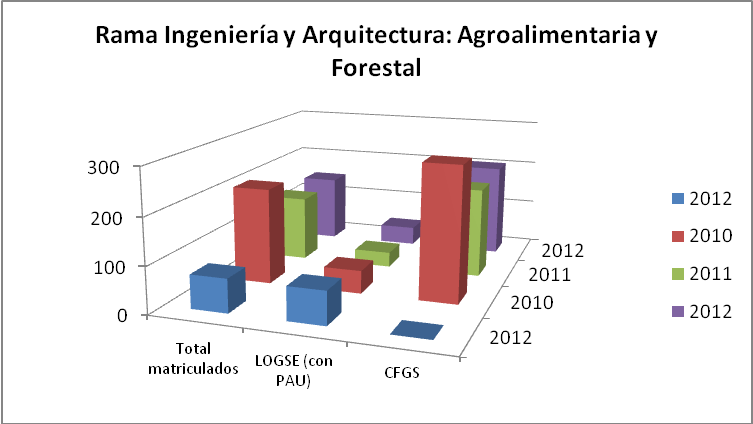 Rama Ingeniería y Arquitectura: Agroalimentaria y
Forestal
300
200
100
0
Total
matriculados
LOGSE (con
PAU)
CFGS
2012
2010
2011
2012
2012
2010
2011
2012